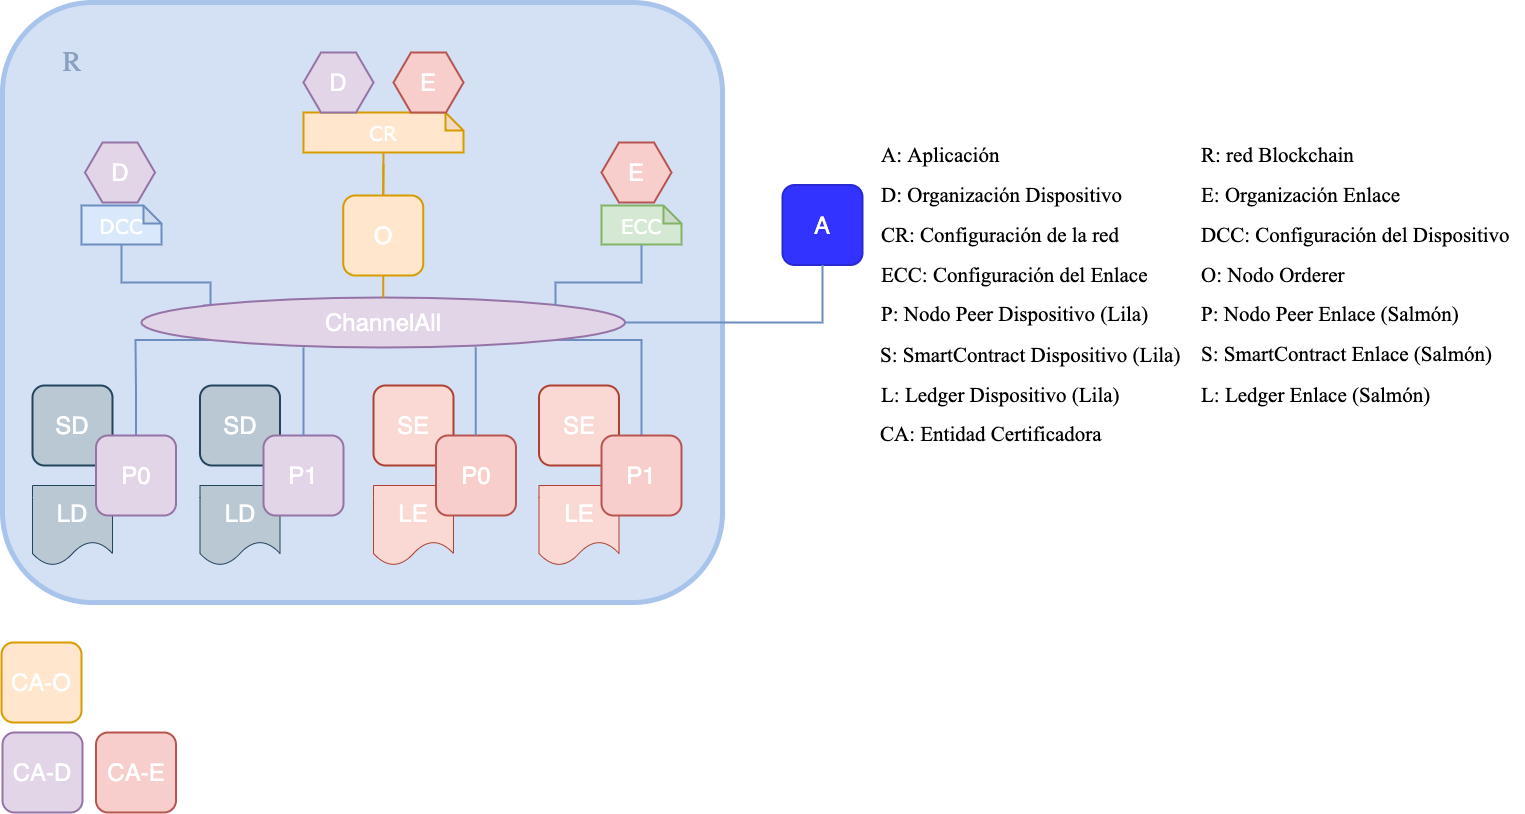 R
D
E
CR
D
DCC
E
ECC
O
A
ChannelAll
SD
SD
SE
SE
P0
P1
P0
P1
LD
LD
LE
LE
CA-O
CA-D
CA-E
A: Aplicación
R: red Blockchain
D: Organización Dispositivo
E: Organización Enlace
CR: Configuración de la red
DCC: Configuración del Dispositivo
ECC: Configuración del Enlace
O: Nodo Orderer
P: Nodo Peer Dispositivo (Lila)
P: Nodo Peer Enlace (Salmón)
S: SmartContract Dispositivo (Lila)
S: SmartContract Enlace (Salmón)
L: Ledger Dispositivo (Lila)
L: Ledger Enlace (Salmón)
CA: Entidad Certificadora